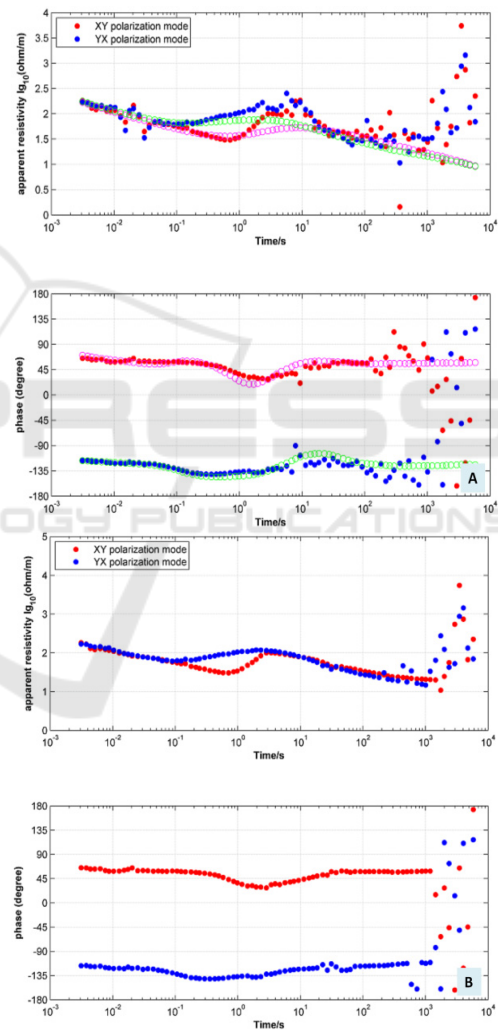 4
3.5
3
2.5
2
1.5
1
0.5
0
XY polarization mode
YX polarization mode
apparent resistivity lg10(ohm/m)
10-3 10-2 10-1 100 101 102 103 104
Time/s
180
135
90
45
0
-45
-90
-135
-180
phase (degree)
A
10-3 10-2 10-1 100 101 102 103 104
Time/s
PRESS
LOGY PUBLICATIONS
5
4
3
2
1
0
XY polarization mode
YX polarization mode
apparent resistivity lg10(ohm/m)
10-3 10-2 10-1 100 101 102 103 104
Time/s
180
135
90
45
0
-45
-90
-135
-180
phase (degree)
B
10-3 10-2 10-1 100 101 102 103 104
Time/s